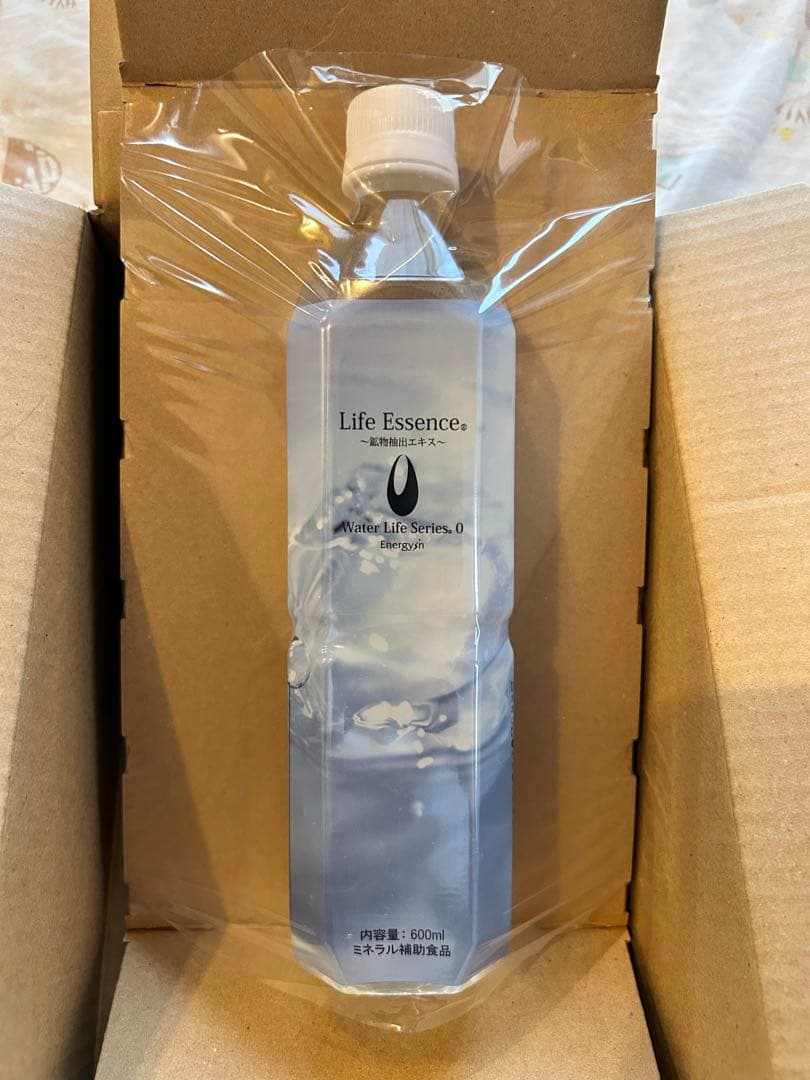 Life Essence®
～鉱物抽出エキス～
Water Life Series® 0
Energysh
内容量：600ml
ミネラル補助食品